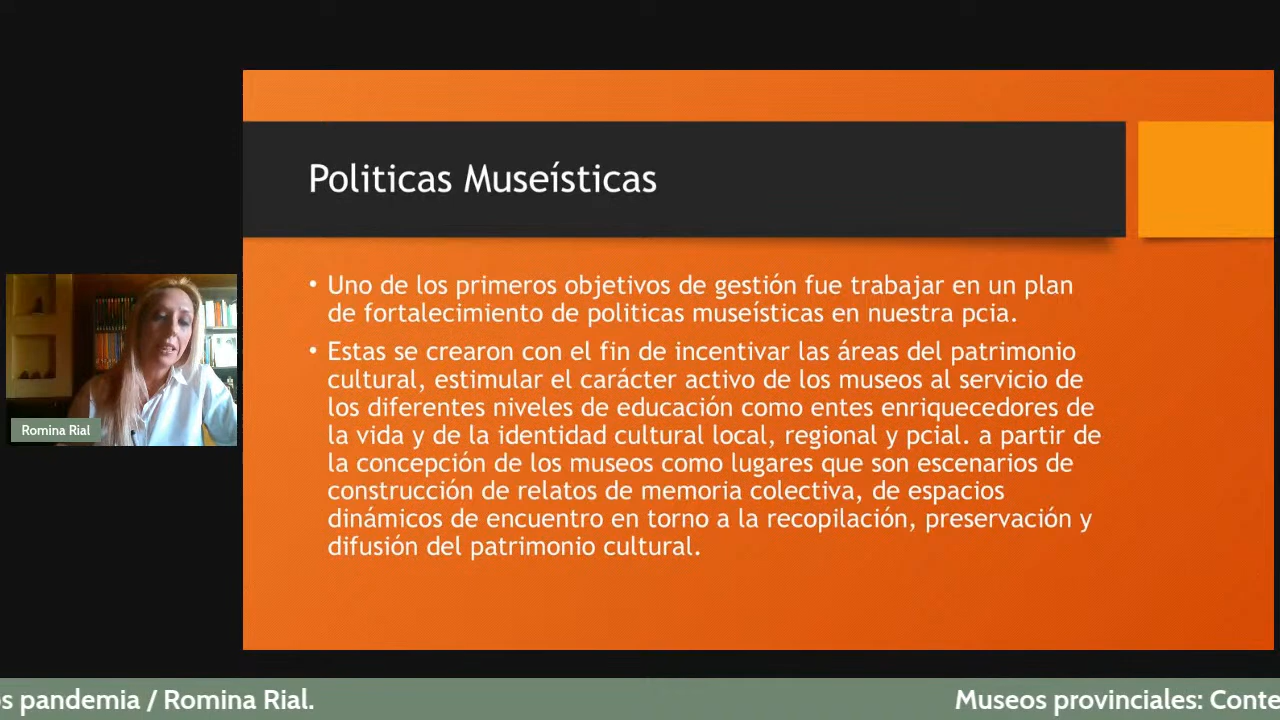 Politicas Museísticas
• Uno de los primeros objetivos de gestión fue trabajar en un plan
de fortalecimiento de politicas museísticas en nuestra pcia.
• Estas se crearon con el fin de incentivar las áreas del patrimonio
cultural, estimular el carácter activo de los museos al servicio de
los diferentes niveles de educación como entes enriquecedores de
la vida y de la identidad cultural local, regional y pcial. a partir de
la concepción de los museos como lugares que son escenarios de
construcción de relatos de memoria colectiva, de espacios
dinámicos de encuentro en torno a la recopilación, preservación y
difusión del patrimonio cultural.
Romina Rial
os pandemia / Romina Rial.
Museos provinciales: Conte